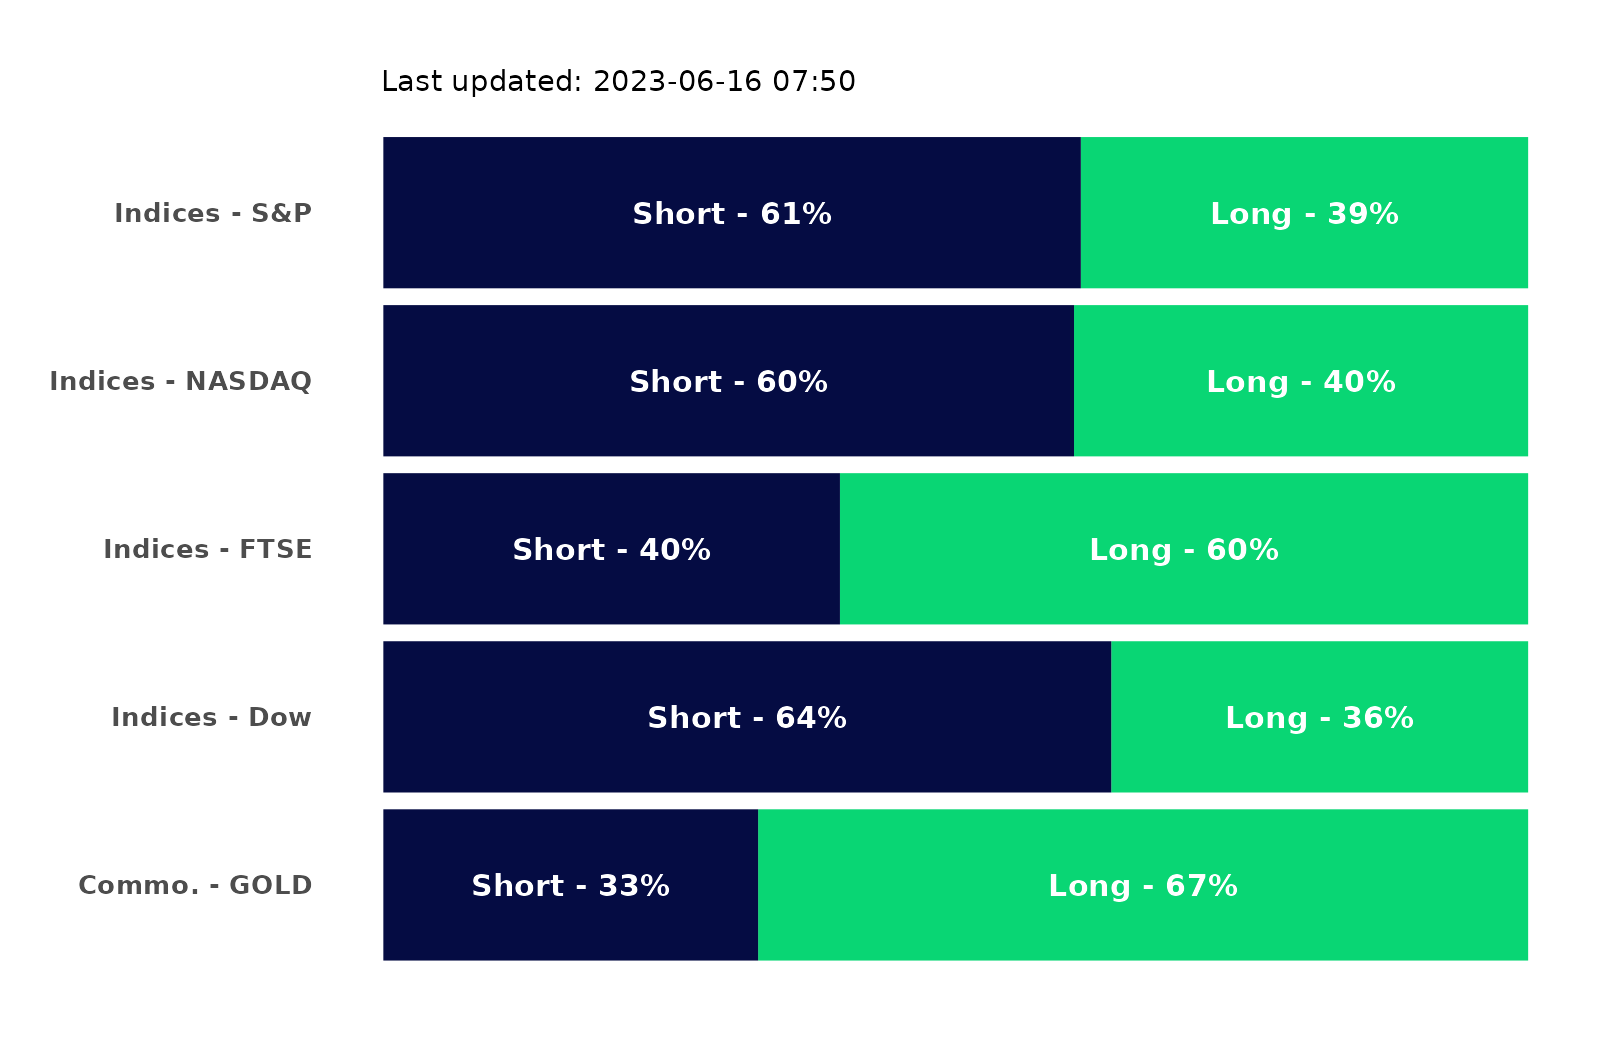 Last updated: 2023-06-16 07:50
Indices - S&P Short - 61% Long - 39%
Indices - NASDAQ Short - 60% Long - 40%
Indices - FTSE Short - 40% Long - 60%
Indices - Dow Short - 64% Long - 36%
Commo. - GOLD Short - 33% Long - 67%